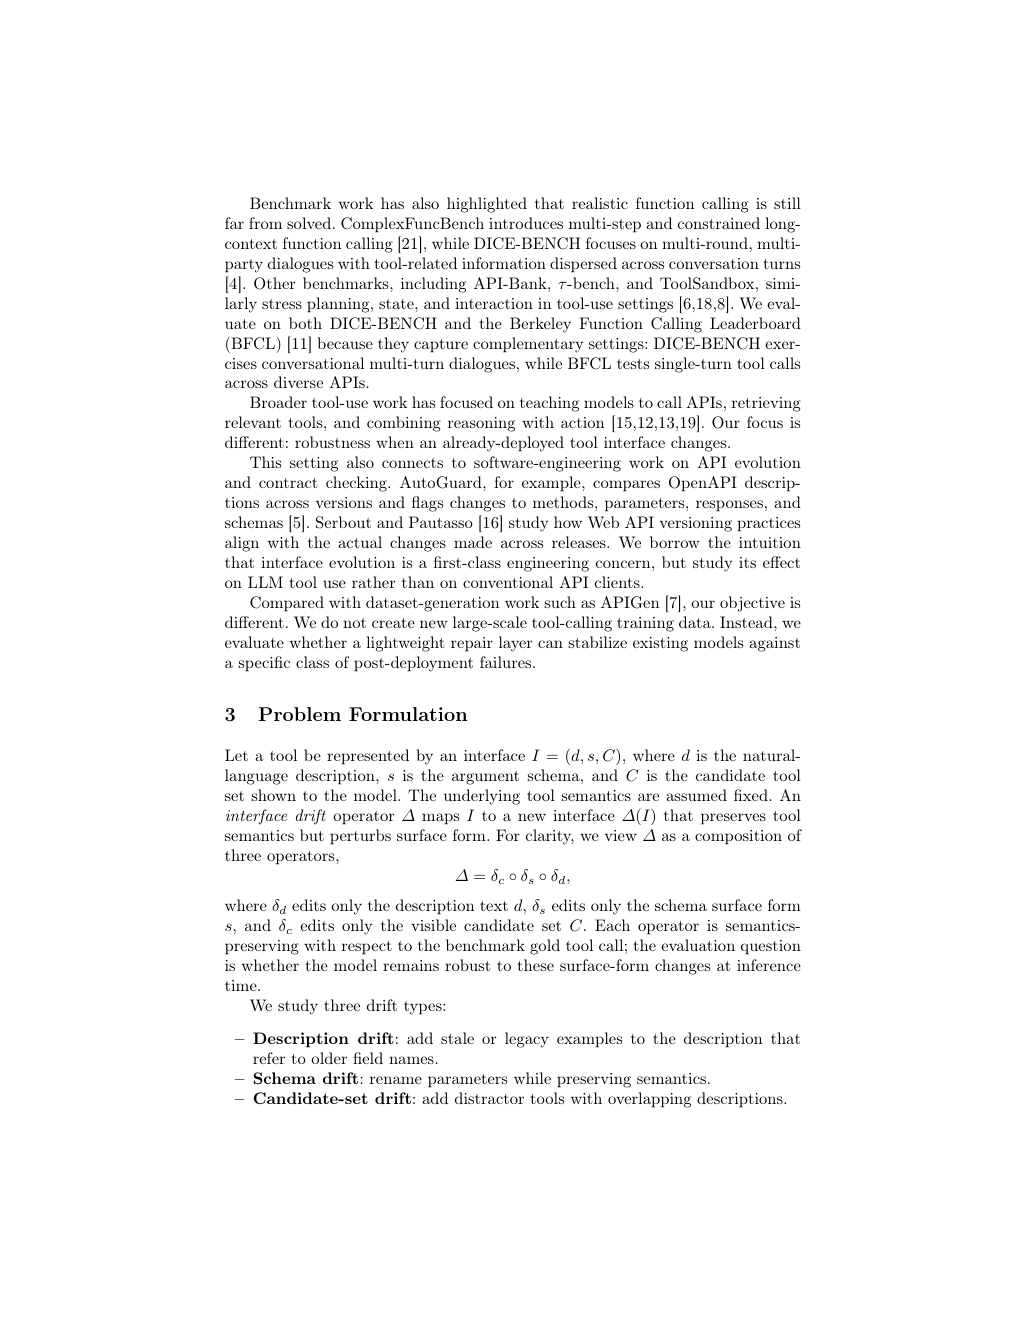 Benchmark work has also highlighted that realistic function calling is still
far from solved. ComplexFuncBench introduces multi-step and constrained long-
context function calling [21], while DICE-BENCH focuses on multi-round, multi-
party dialogues with tool-related information dispersed across conversation turns
[4]. Other benchmarks, including API-Bank, τ-bench, and ToolSandbox, simi-
larly stress planning, state, and interaction in tool-use settings [6,18,8]. We eval-
uate on both DICE-BENCH and the Berkeley Function Calling Leaderboard
(BFCL) [11] because they capture complementary settings: DICE-BENCH exer-
cises conversational multi-turn dialogues, while BFCL tests single-turn tool calls
across diverse APIs.
Broader tool-use work has focused on teaching models to call APIs, retrieving
relevant tools, and combining reasoning with action [15,12,13,19]. Our focus is
different: robustness when an already-deployed tool interface changes.
This setting also connects to software-engineering work on API evolution
and contract checking. AutoGuard, for example, compares OpenAPI descrip-
tions across versions and flags changes to methods, parameters, responses, and
schemas [5]. Serbout and Pautasso [16] study how Web API versioning practices
align with the actual changes made across releases. We borrow the intuition
that interface evolution is a first-class engineering concern, but study its effect
on LLM tool use rather than on conventional API clients.
Compared with dataset-generation work such as APIGen [7], our objective is
different. We do not create new large-scale tool-calling training data. Instead, we
evaluate whether a lightweight repair layer can stabilize existing models against
a specific class of post-deployment failures.
3 Problem Formulation
Let a tool be represented by an interface I = (d, s, C), where d is the natural-
language description, s is the argument schema, and C is the candidate tool
set shown to the model. The underlying tool semantics are assumed fixed. An
interface drift operator Δ maps I to a new interface Δ(I) that preserves tool
semantics but perturbs surface form. For clarity, we view Δ as a composition of
three operators,
Δ = δc ∘ δs ∘ δd,
where δd edits only the description text d, δs edits only the schema surface form
s, and δc edits only the visible candidate set C. Each operator is semantics-
preserving with respect to the benchmark gold tool call; the evaluation question
is whether the model remains robust to these surface-form changes at inference
time.
We study three drift types:
– Description drift: add stale or legacy examples to the description that
refer to older field names.
– Schema drift: rename parameters while preserving semantics.
– Candidate-set drift: add distractor tools with overlapping descriptions.